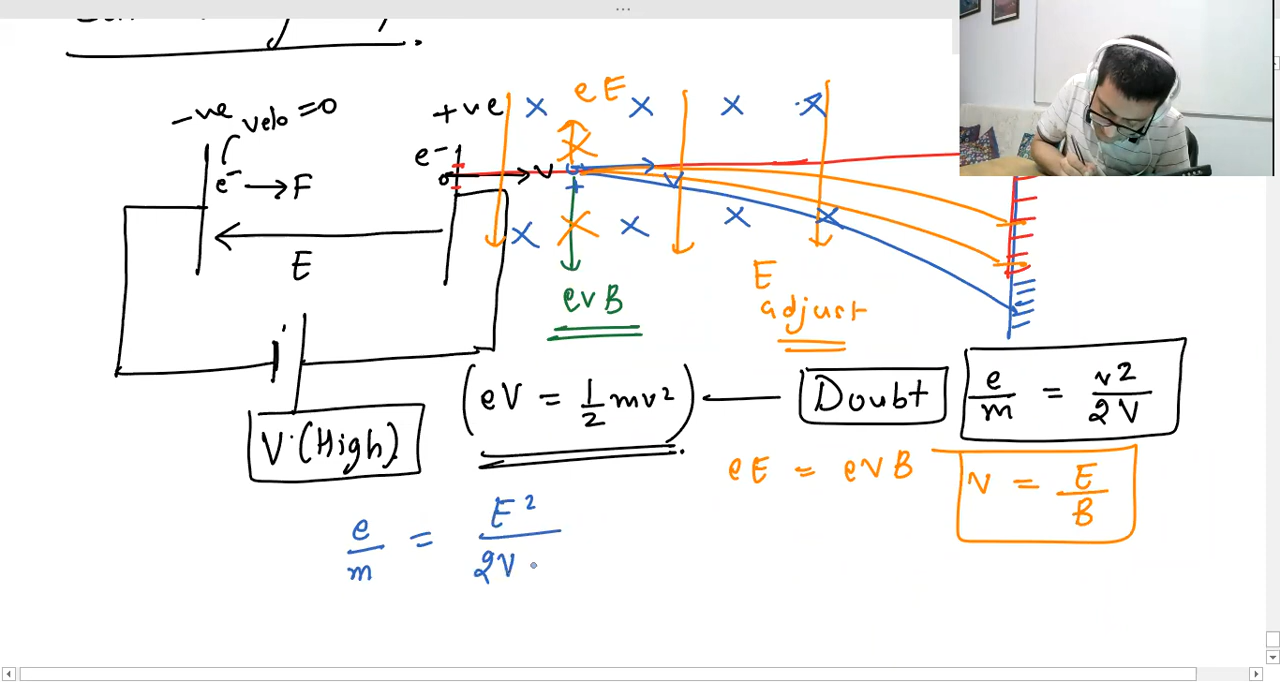 -ve velo = 0
e⁻ → F
E
+ve
e⁻
v
eE
evB
E
adjust
V (High)
(eV = 1/2 mv²) ← Doubt
e/m = v2/2V
eE = evB
v = E/B
e/m = E²/2V